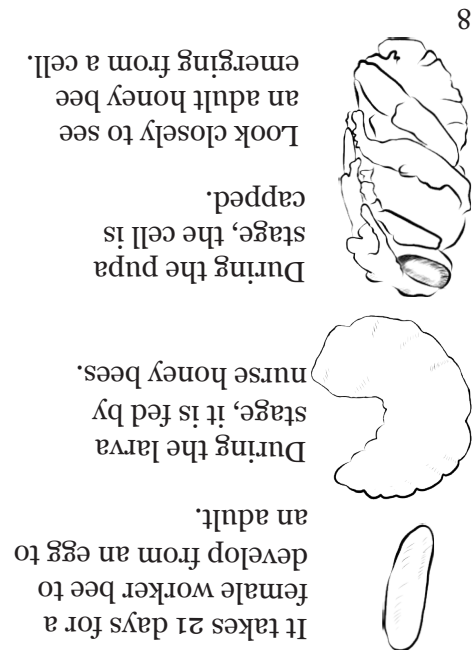 It takes 21 days for a
female worker bee to
develop from an egg to
an adult.
During the larva
stage, it is fed by
nurse honey bees.
During the pupa
stage, the cell is
capped.
Look closely to see
an adult honey bee
emerging from a cell.
8